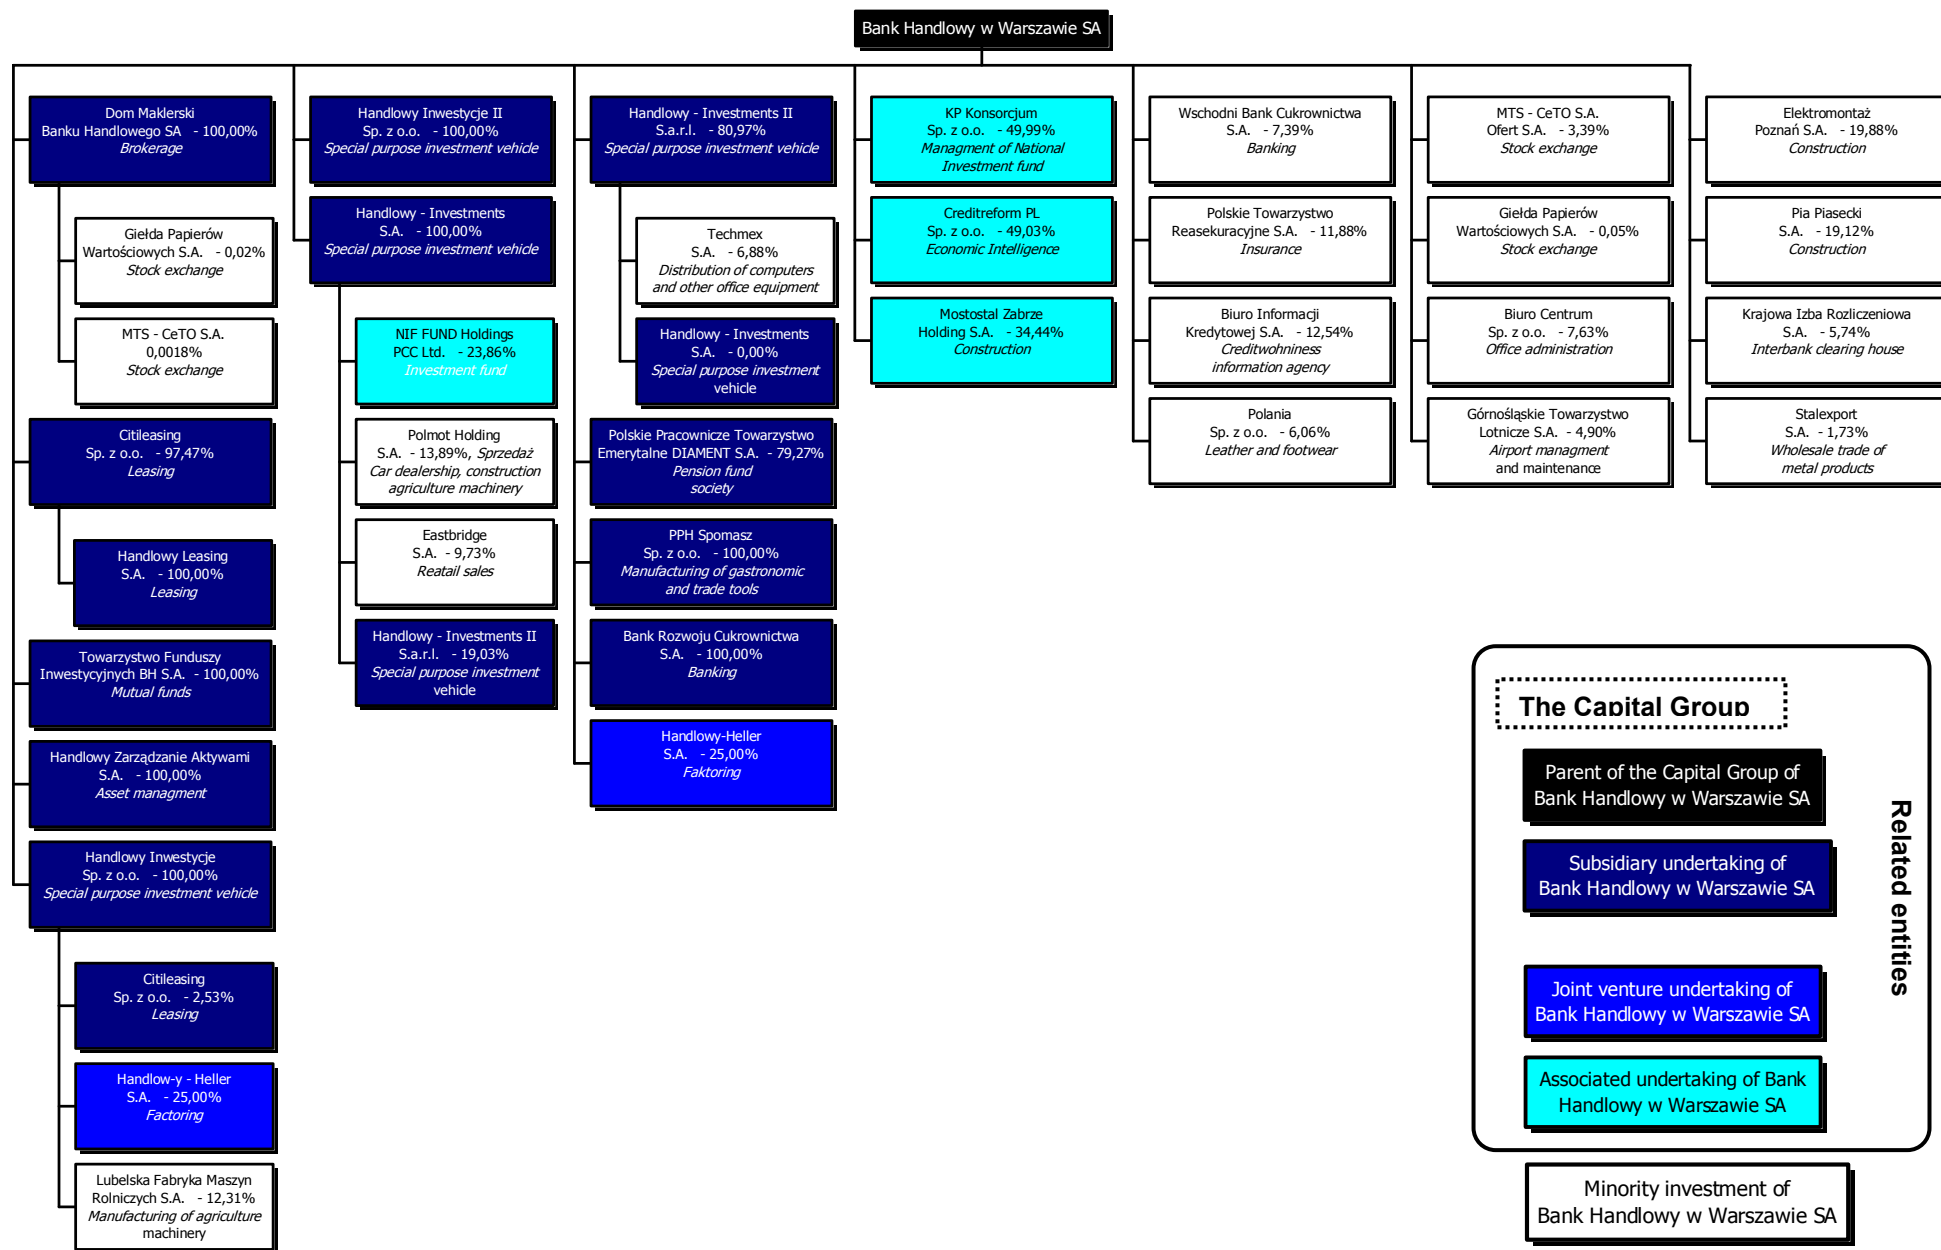 Bank Handlowy w Warszawie SA
Dom Maklerski
Banku Handlowego SA - 100,00%
Brokerage
Giełda Papierów
Wartościowych S.A. - 0,02%
Stock exchange
MTS - CeTO S.A.
0,0018%
Stock exchange
Citileasing
Sp. z o.o. - 97,47%
Leasing
Handlowy Leasing
S.A. - 100,00%
Leasing
Towarzystwo Funduszy
Inwestycyjnych BH S.A. - 100,00%
Mutual funds
Handlowy Zarządzanie Aktywami
S.A. - 100,00%
Asset managment
Handlowy Inwestycje
Sp. z o.o. - 100,00%
Special purpose investment vehicle
Citileasing
Sp. z o.o. - 2,53%
Leasing
Handlow-y - Heller
S.A. - 25,00%
Factoring
Lubelska Fabryka Maszyn
Rolniczych S.A. - 12,31%
Manufacturing of agriculture
machinery
Handlowy Inwestycje II
Sp. z o.o. - 100,00%
Special purpose investment vehicle
Handlowy - Investments
S.A. - 100,00%
Special purpose investment vehicle
NIF FUND Holdings
PCC Ltd. - 23,86%
Investment fund
Polmot Holding
S.A. - 13,89%, Sprzedaż
Car dealership, construction
agriculture machinery
Eastbridge
S.A. - 9,73%
Reatail sales
Handlowy - Investments II
S.a.r.l. - 19,03%
Special purpose investment
vehicle
Handlowy - Investments II
S.a.r.l. - 80,97%
Special purpose investment vehicle
Techmex
S.A. - 6,88%
Distribution of computers
and other office equipment
Handlowy - Investments
S.A. - 0,00%
Special purpose investment
vehicle
Polskie Pracownicze Towarzystwo
Emerytalne DIAMENT S.A. - 79,27%
Pension fund
society
PPH Spomasz
Sp. z o.o. - 100,00%
Manufacturing of gastronomic
and trade tools
Bank Rozwoju Cukrownictwa
S.A. - 100,00%
Banking
Handlowy-Heller
S.A. - 25,00%
Faktoring
KP Konsorcjum
Sp. z o.o. - 49,99%
Managment of National
Investment fund
Creditreform PL
Sp. z o.o. - 49,03%
Economic Intelligence
Mostostal Zabrze
Holding S.A. - 34,44%
Construction
Wschodni Bank Cukrownictwa
S.A. - 7,39%
Banking
Polskie Towarzystwo
Reasekuracyjne S.A. - 11,88%
Insurance
Biuro Informacji
Kredytowej S.A. - 12,54%
Creditwohniness
information agency
Polania
Sp. z o.o. - 6,06%
Leather and footwear
MTS - CeTO S.A.
Ofert S.A. - 3,39%
Stock exchange
Giełda Papierów
Wartościowych S.A. - 0,05%
Stock exchange
Biuro Centrum
Sp. z o.o. - 7,63%
Office administration
Górnośląskie Towarzystwo
Lotnicze S.A. - 4,90%
Airport managment
and maintenance
Elektromontaż
Poznań S.A. - 19,88%
Construction
Pia Piasecki
S.A. - 19,12%
Construction
Krajowa Izba Rozliczeniowa
S.A. - 5,74%
Interbank clearing house
Stalexport
S.A. - 1,73%
Wholesale trade of
metal products
The Capital Group
Parent of the Capital Group of
Bank Handlowy w Warszawie SA
Subsidiary undertaking of
Bank Handlowy w Warszawie SA
Joint venture undertaking of
Bank Handlowy w Warszawie SA
Associated undertaking of Bank
Handlowy w Warszawie SA
Related entities
Minority investment of
Bank Handlowy w Warszawie SA